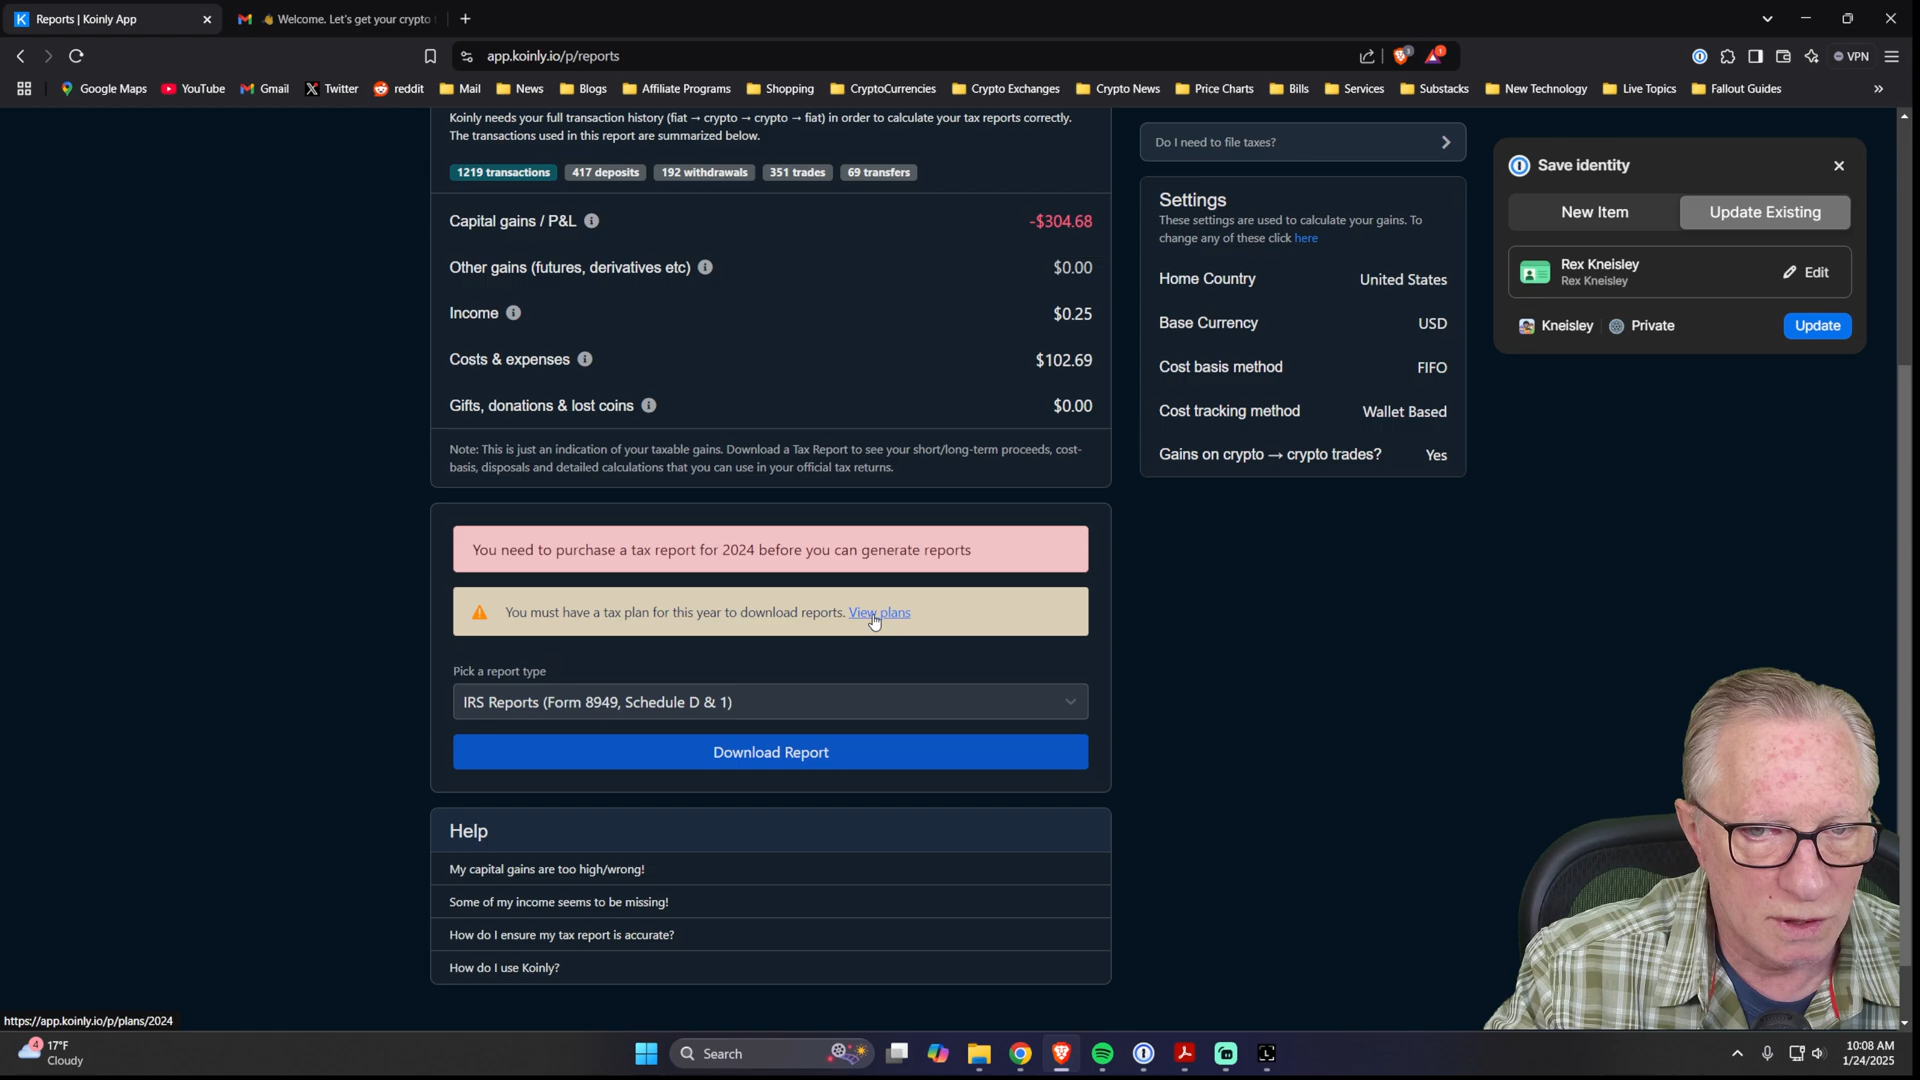 Reports | Koinly App
👋 Welcome. Let's get your crypto
app.koinly.io/p/reports
VPN
Google Maps
YouTube
Gmail
Twitter
reddit
Mail
News
Blogs
Affiliate Programs
Shopping
CryptoCurrencies
Crypto Exchanges
Crypto News
Price Charts
Bills
Services
Substacks
New Technology
Live Topics
Fallout Guides
Koinly needs your full transaction history (fiat → crypto → crypto → fiat) in order to calculate your tax reports correctly.
The transactions used in this report are summarized below.
1219 transactions
417 deposits
192 withdrawals
351 trades
69 transfers
Capital gains / P&L -$304.68
Other gains (futures, derivatives etc) $0.00
Income $0.25
Costs & expenses $102.69
Gifts, donations & lost coins $0.00
Note: This is just an indication of your taxable gains. Download a Tax Report to see your short/long-term proceeds, cost-
basis, disposals and detailed calculations that you can use in your official tax returns.
You need to purchase a tax report for 2024 before you can generate reports
You must have a tax plan for this year to download reports. View plans
Pick a report type
IRS Reports (Form 8949, Schedule D & 1)
Download Report
Help
My capital gains are too high/wrong!
Some of my income seems to be missing!
How do I ensure my tax report is accurate?
How do I use Koinly?
Do I need to file taxes?
Settings
These settings are used to calculate your gains. To
change any of these click here
Home Country United States
Base Currency USD
Cost basis method FIFO
Cost tracking method Wallet Based
Gains on crypto → crypto trades? Yes
Save identity
New Item
Update Existing
Rex Kneisley
Rex Kneisley
Edit
Kneisley
Private
Update
https://app.koinly.io/p/plans/2024
4
17°F
Cloudy
Search
10:08 AM
1/24/2025